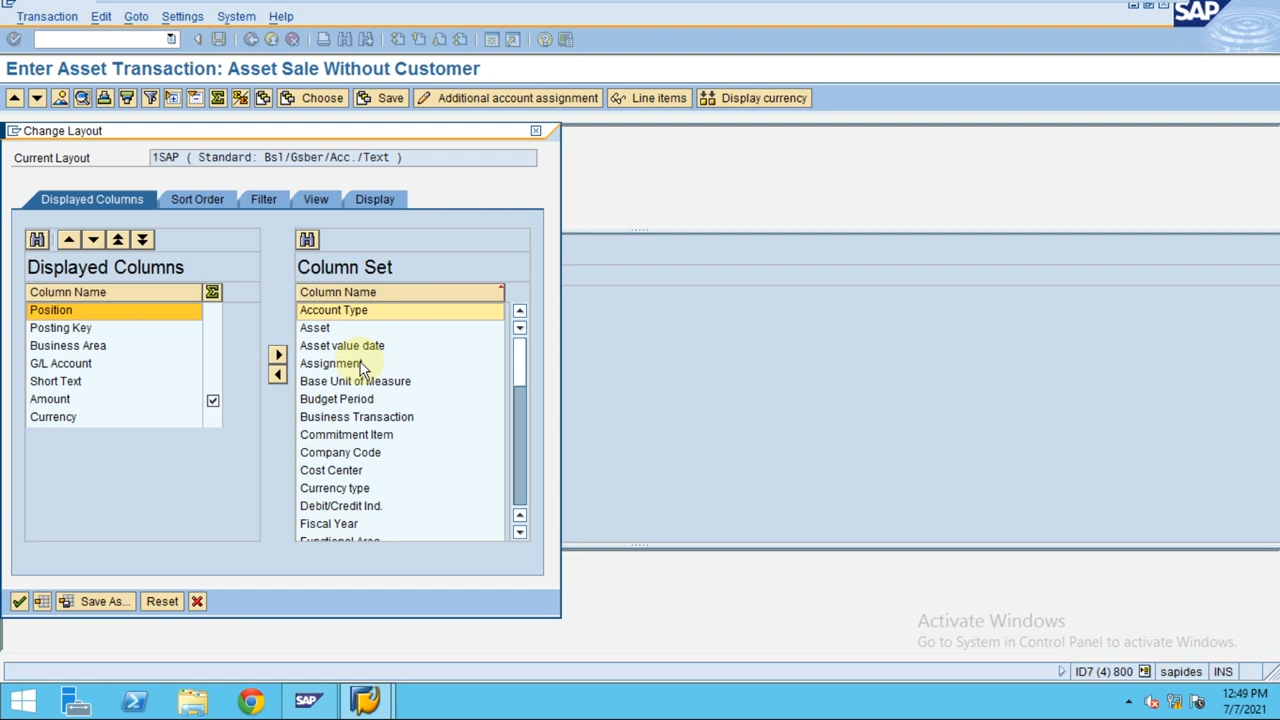 Transaction Edit Goto Settings System Help
SAP
Enter Asset Transaction: Asset Sale Without Customer
Choose Save Additional account assignment Line items Display currency
Change Layout
Current Layout 1SAP ( Standard: Bsl/Gsber/Acc./Text )
Displayed Columns Sort Order Filter View Display
Displayed Columns Column Set
Column Name Column Name
Position Account Type
Posting Key Asset
Business Area Asset value date
G/L Account Assignment
Short Text Base Unit of Measure
Amount Budget Period
Currency Business Transaction
Commitment Item
Company Code
Cost Center
Currency type
Debit/Credit Ind.
Fiscal Year
Functional Area
Save As... Reset
Activate Windows
Go to System in Control Panel to activate Windows.
ID7 (4) 800 sapides INS
SAP
12:49 PM
7/7/2021